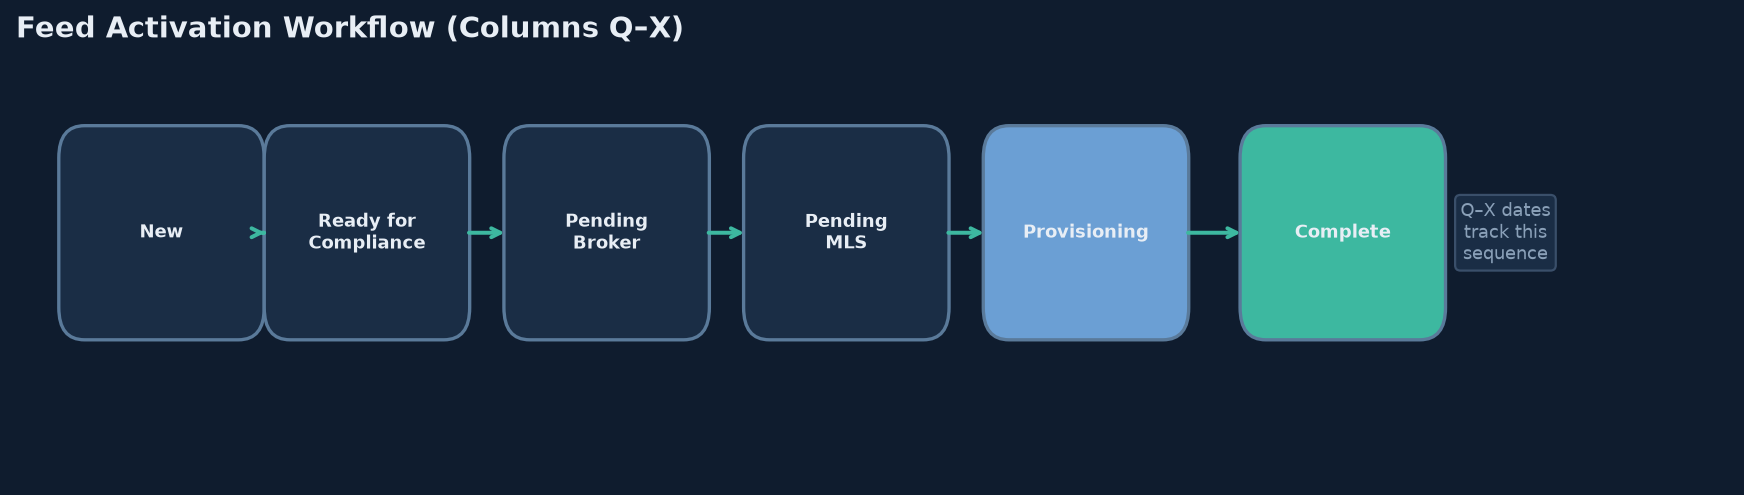 Feed Activation Workflow (Columns Q–X)
New
Ready for
Compliance
Pending
Broker
Pending
MLS
Provisioning
Complete
Q–X dates
track this
sequence